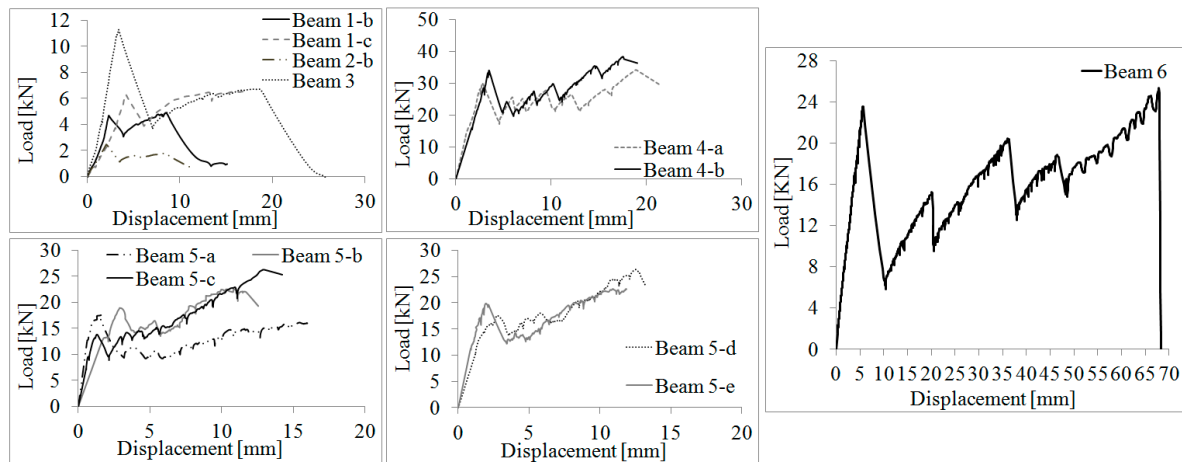 Load [kN]
12
10
8
6
4
2
0
0 10 20 30
Displacement [mm]
Beam 1-b
Beam 1-c
Beam 2-b
Beam 3
Load [kN]
50
40
30
20
10
0
0 10 20 30
Displacement [mm]
Beam 4-a
Beam 4-b
Load [kN]
30
25
20
15
10
5
0
0 5 10 15 20
Displacement [mm]
Beam 5-a Beam 5-b
Beam 5-c
Load [kN]
30
25
20
15
10
5
0
0 5 10 15 20
Displacement [mm]
Beam 5-d
Beam 5-e
Load [KN]
28
24
20
16
12
8
4
0
0 5 10 15 20 25 30 35 40 45 50 55 60 65 70
Displacement [mm]
Beam 6